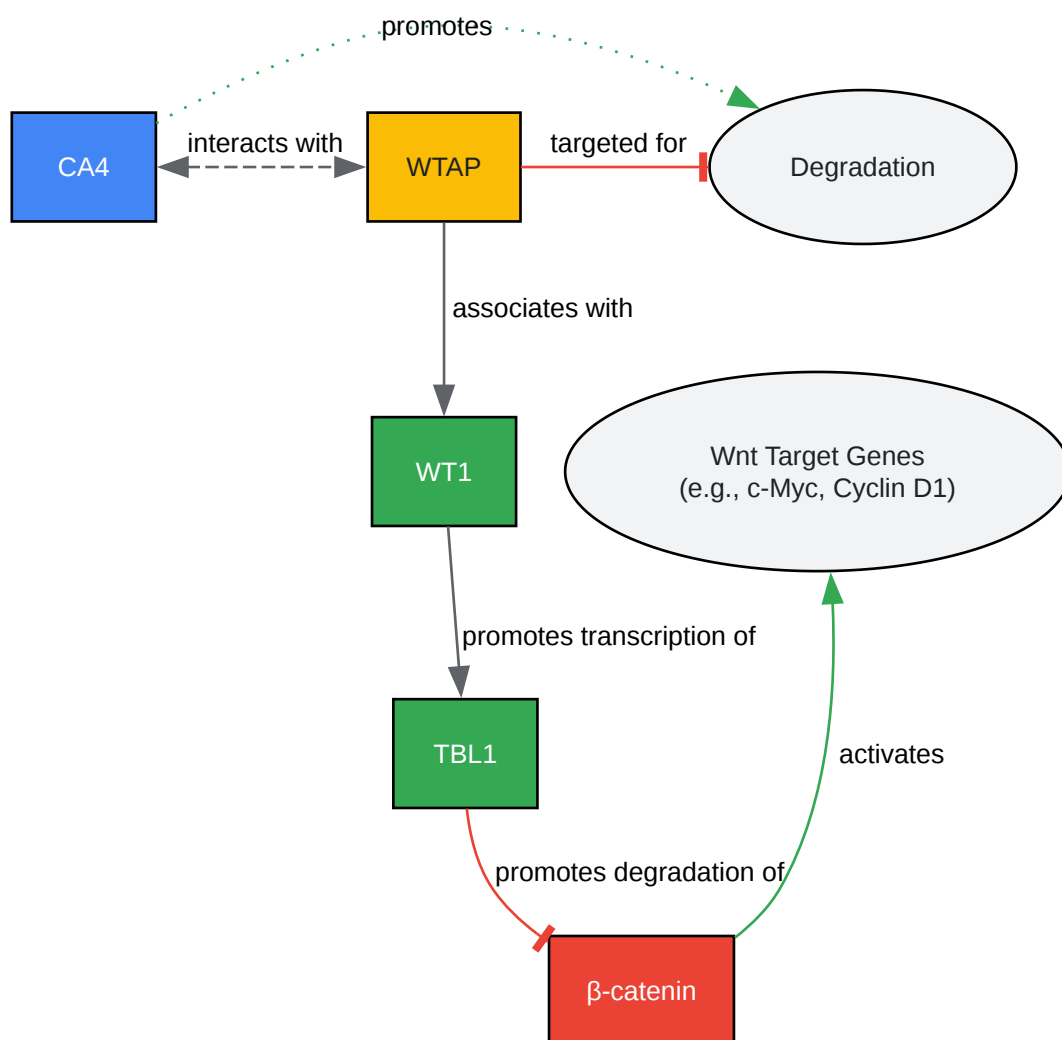 promotes
CA4
interacts with
WTAP
targeted for
Degradation
associates with
WT1
Wnt Target Genes
(e.g., c-Myc, Cyclin D1)
promotes transcription of
TBL1
activates
promotes degradation of
β-catenin